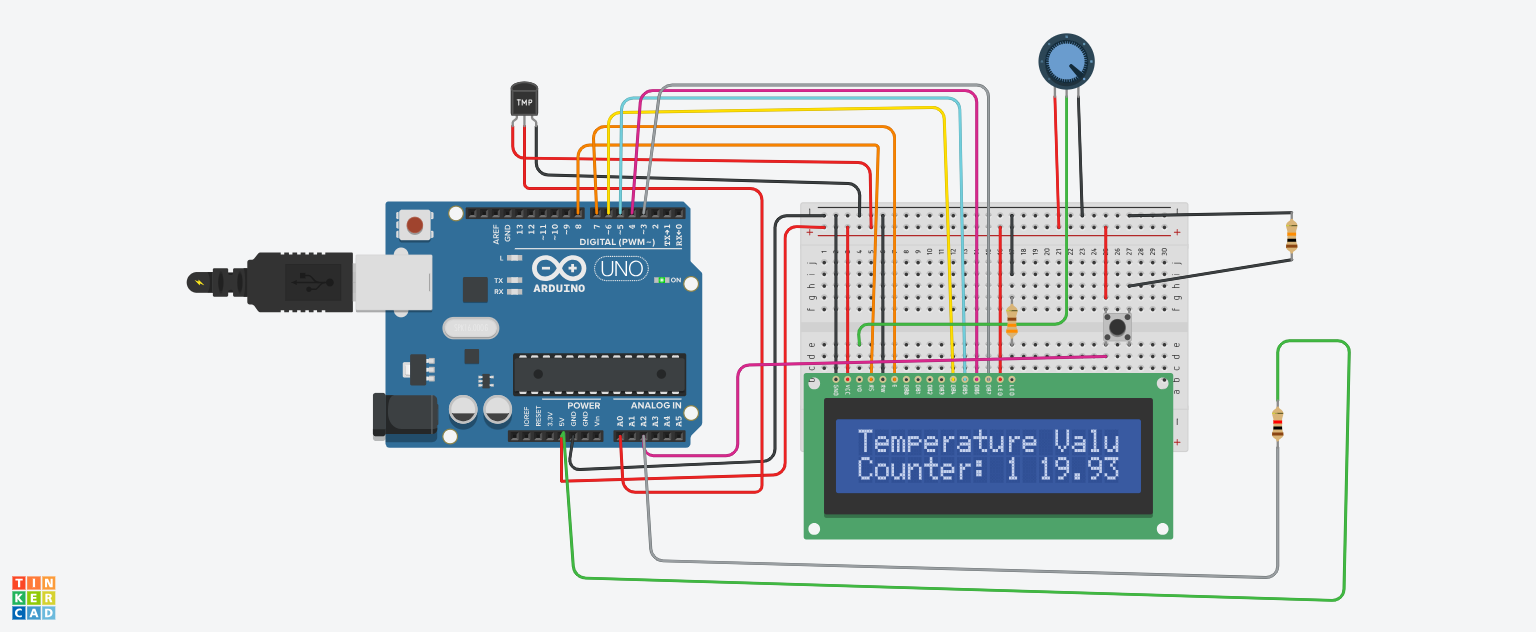 TMP
AREF
GND
13
12
~11
~10
~9
8
7
~6
~5
4
~3
2
TX→1
RX←0
DIGITAL (PWM~)
L
TX
RX
ARDUINO
UNO
ON
POWER
ANALOG IN
IOREF
RESET
3.3V
5V
GND
GND
Vin
A0
A1
A2
A3
A4
A5
Temperature Valu
Counter: 1 19.93
TIN
KER
CAD